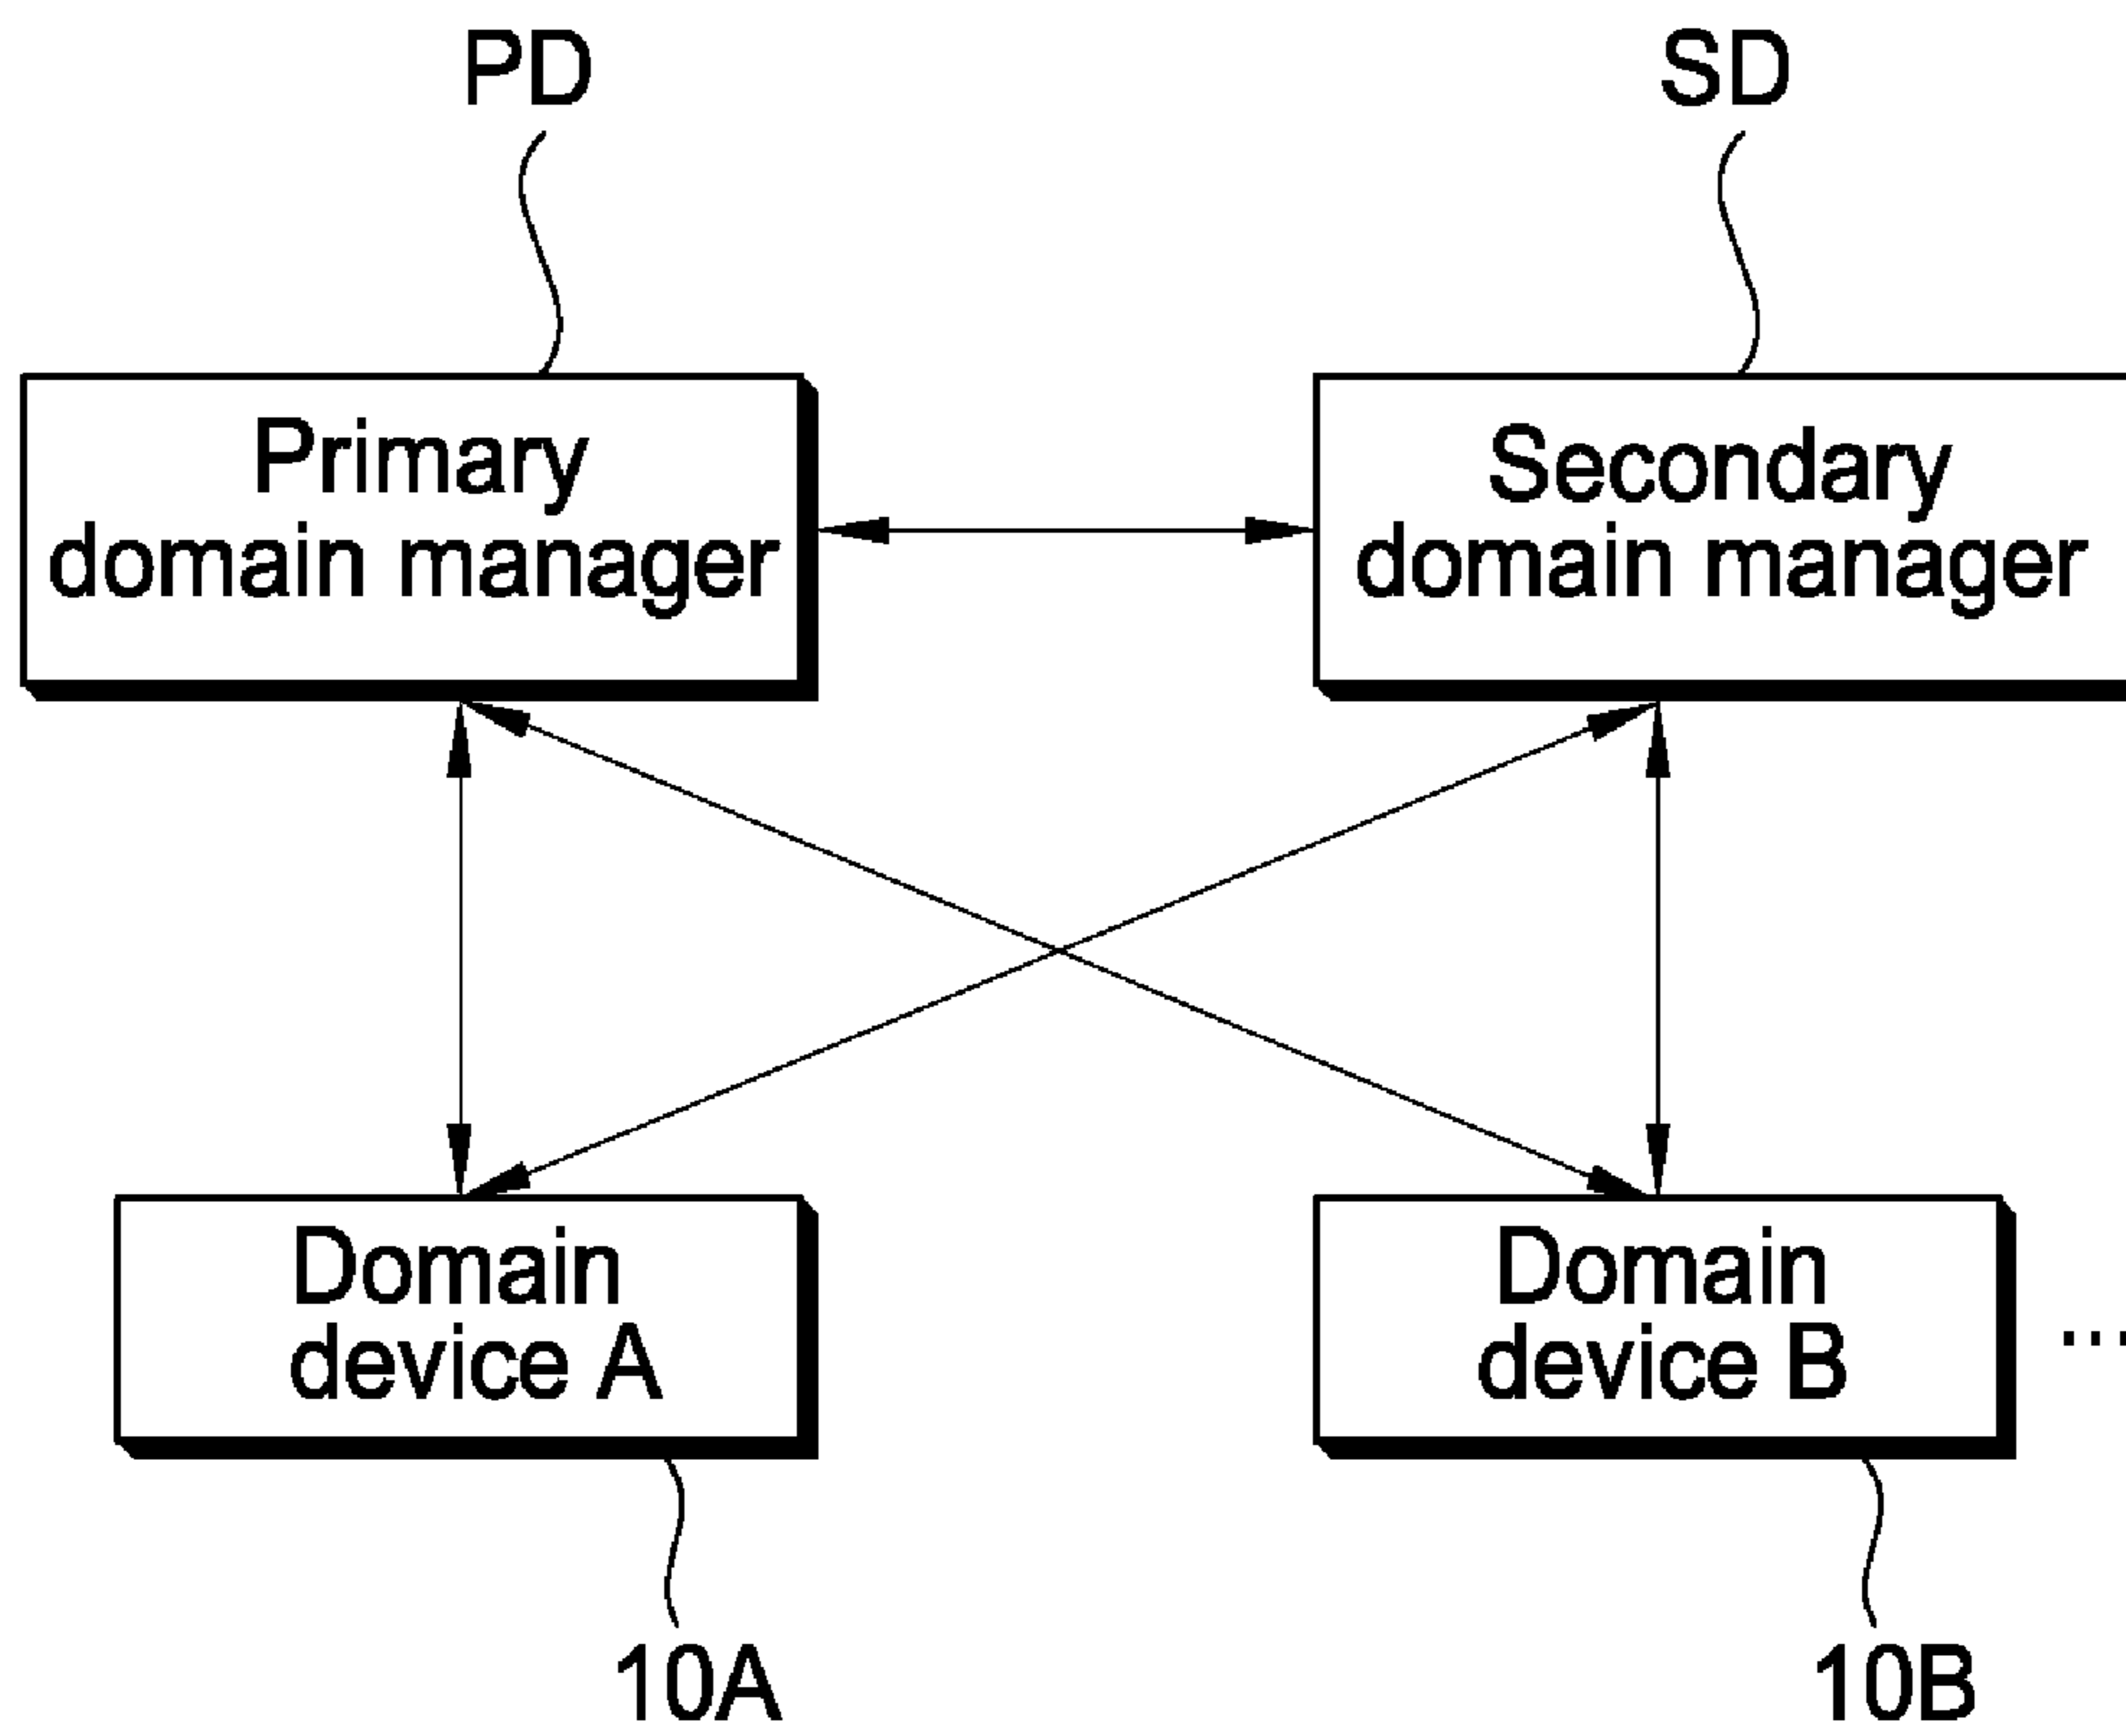 PD
SD
Primary
domain manager
Secondary
domain manager
Domain
device A
Domain
device B
...
10A
10B